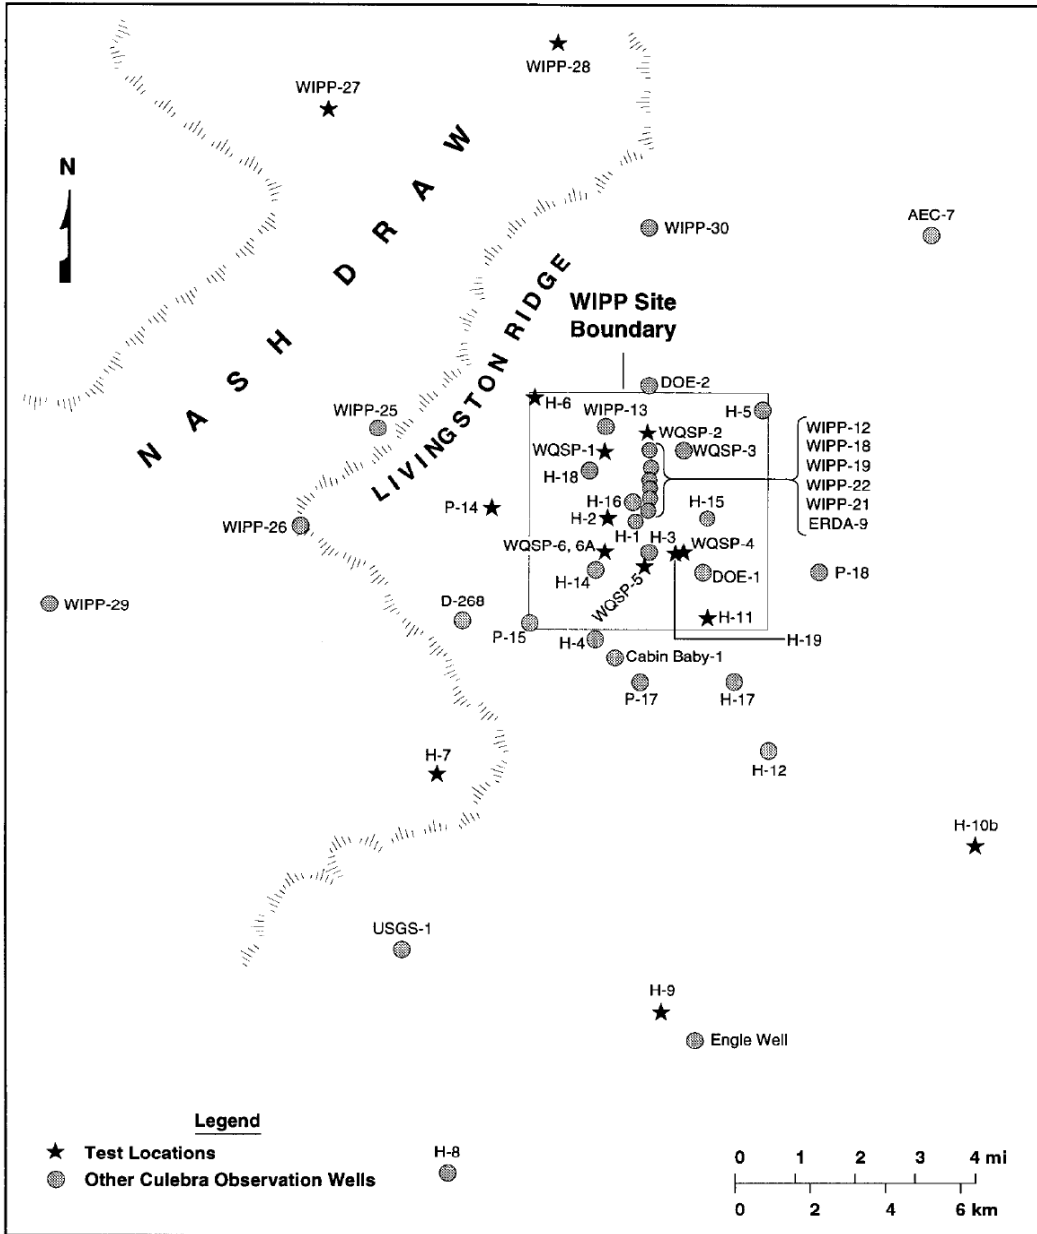 WIPP-28
WIPP-27
N
NASH DRAW
AEC-7
WIPP-30
LIVINGSTON RIDGE
WIPP Site
Boundary
DOE-2
H-6
H-5
WIPP-25
WIPP-13
WQSP-2
WIPP-12
WIPP-18
WIPP-19
WIPP-22
WIPP-21
ERDA-9
WQSP-1
WQSP-3
H-18
P-14
H-16
H-15
H-2
WIPP-26
H-1
H-3
WQSP-6, 6A
WQSP-4
H-14
WQSP-5
DOE-1
P-18
WIPP-29
D-268
H-11
P-15
H-4
H-19
Cabin Baby-1
P-17
H-17
H-7
H-12
H-10b
USGS-1
H-9
Engle Well
Legend
Test Locations
Other Culebra Observation Wells
H-8
0 1 2 3 4 mi
0 2 4 6 km